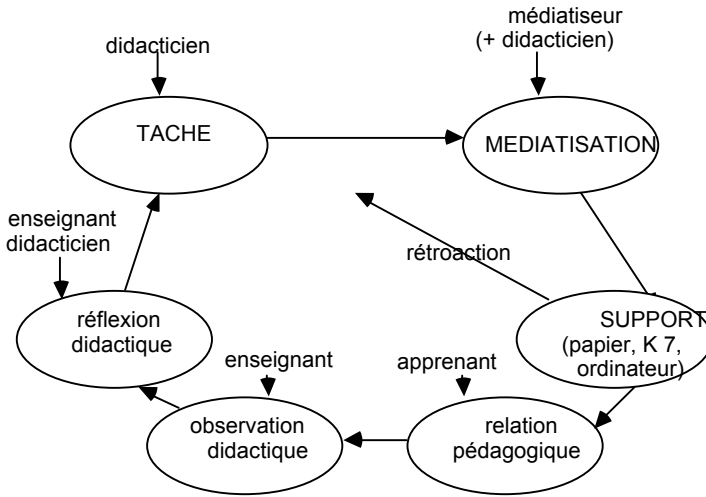 didacticien
médiatiseur
(+ didacticien)
TACHE
MEDIATISATION
enseignant
didacticien
rétroaction
réflexion
didactique
SUPPORT
(papier, K 7,
ordinateur)
enseignant
apprenant
observation
didactique
relation
pédagogique